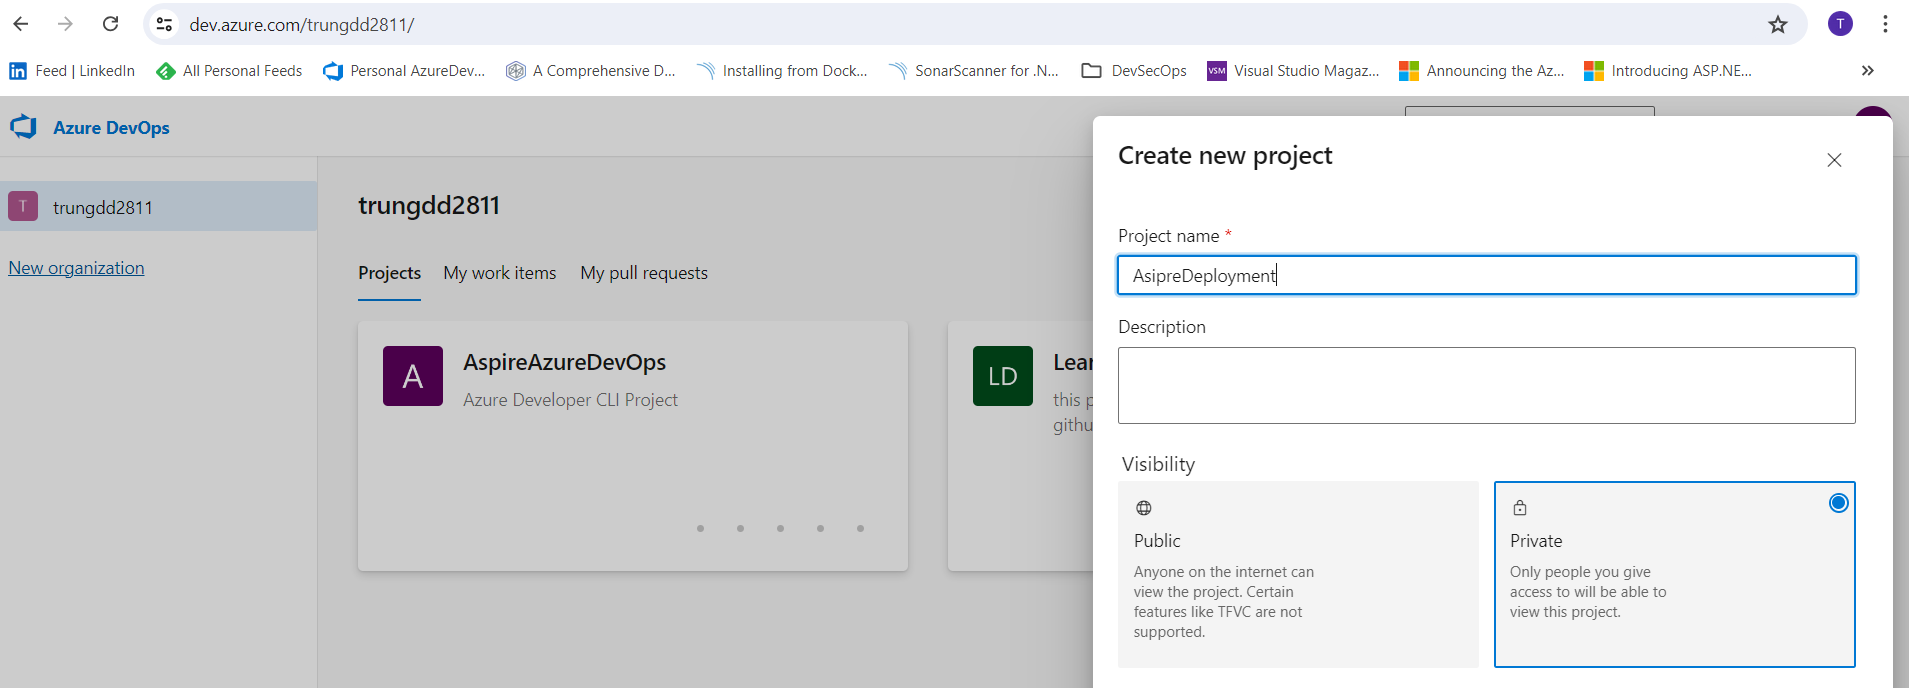 dev.azure.com/trungdd2811/
T
Feed | LinkedIn
All Personal Feeds
Personal AzureDev...
A Comprehensive D...
Installing from Dock...
SonarScanner for .N...
DevSecOps
VSM
Visual Studio Magaz...
Announcing the Az...
Introducing ASP.NE...
Azure DevOps
T
trungdd2811
New organization
trungdd2811
Projects
My work items
My pull requests
A
AspireAzureDevOps
Azure Developer CLI Project
LD
Lear
this p
githu
Create new project
Project name *
AsipreDeployment
Description
Visibility
Public
Anyone on the internet can
view the project. Certain
features like TFVC are not
supported.
Private
Only people you give
access to will be able to
view this project.